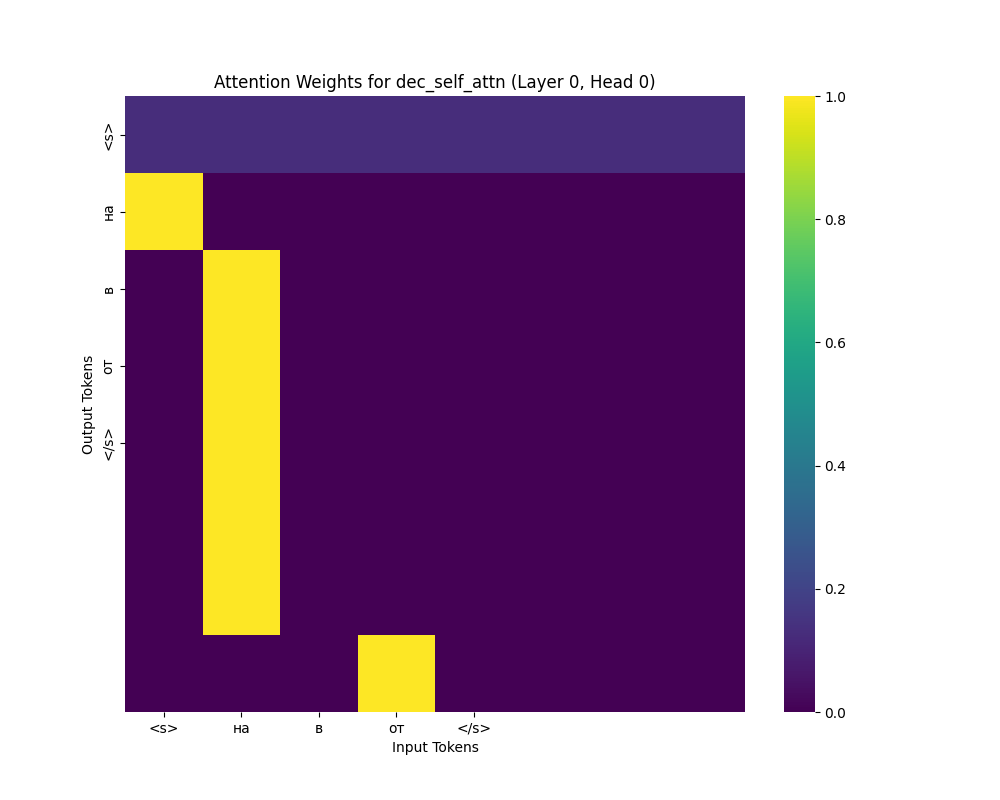 Attention Weights for dec_self_attn (Layer 0, Head 0)
<s>
на
в
от
</s>
Output Tokens
<s> на в от </s>
Input Tokens
1.0
0.8
0.6
0.4
0.2
0.0